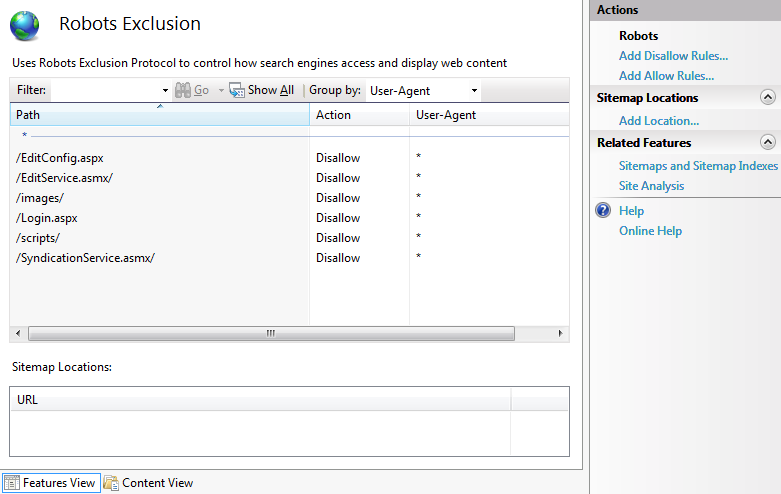 Robots Exclusion
Uses Robots Exclusion Protocol to control how search engines access and display web content
Filter: Go Show All Group by: User-Agent
Path Action User-Agent
*
/EditConfig.aspx Disallow *
/EditService.asmx/ Disallow *
/images/ Disallow *
/Login.aspx Disallow *
/scripts/ Disallow *
/SyndicationService.asmx/ Disallow *
Sitemap Locations:
URL
Features View Content View
Actions
Robots
Add Disallow Rules...
Add Allow Rules...
Sitemap Locations
Add Location...
Related Features
Sitemaps and Sitemap Indexes
Site Analysis
Help
Online Help